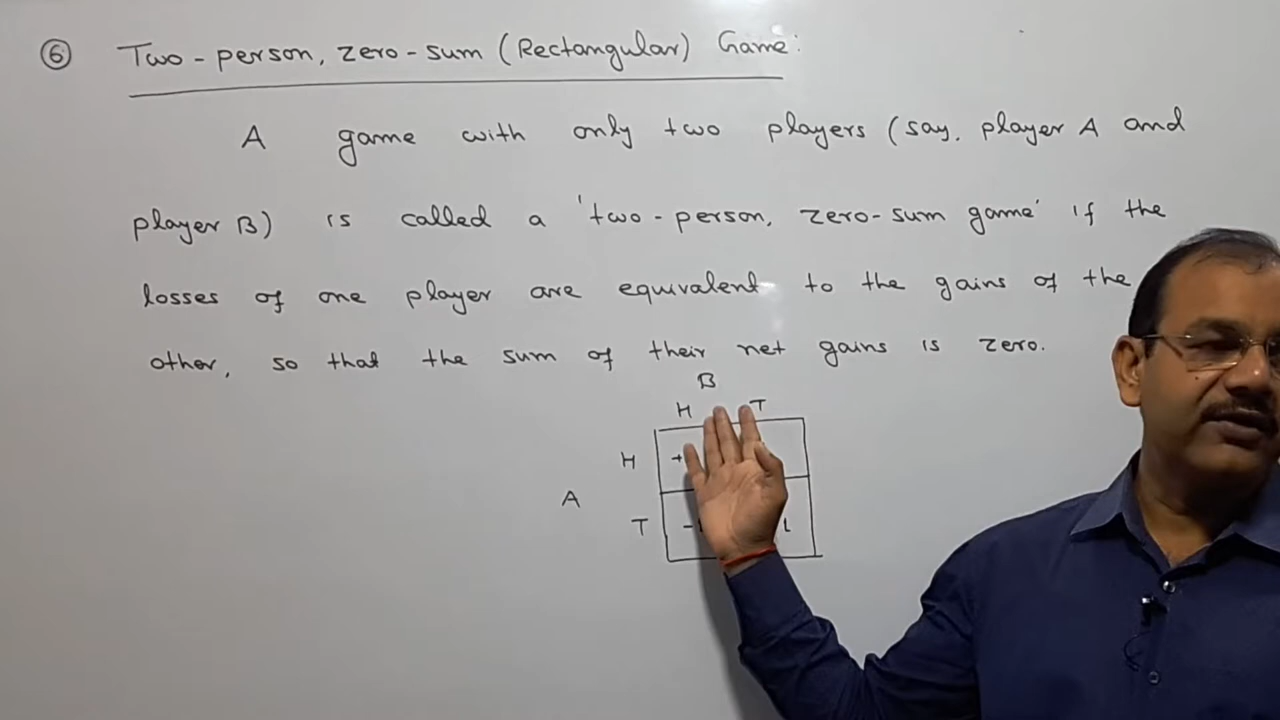 ⑥ Two-person, zero-sum (Rectangular) Game:
A game with only two players (say, player A and
player B) is called a 'two-person, zero-sum game' if the
losses of one player are equivalent to the gains of the
other, so that the sum of their net gains is zero.
B
H T
H +
A
T - 1